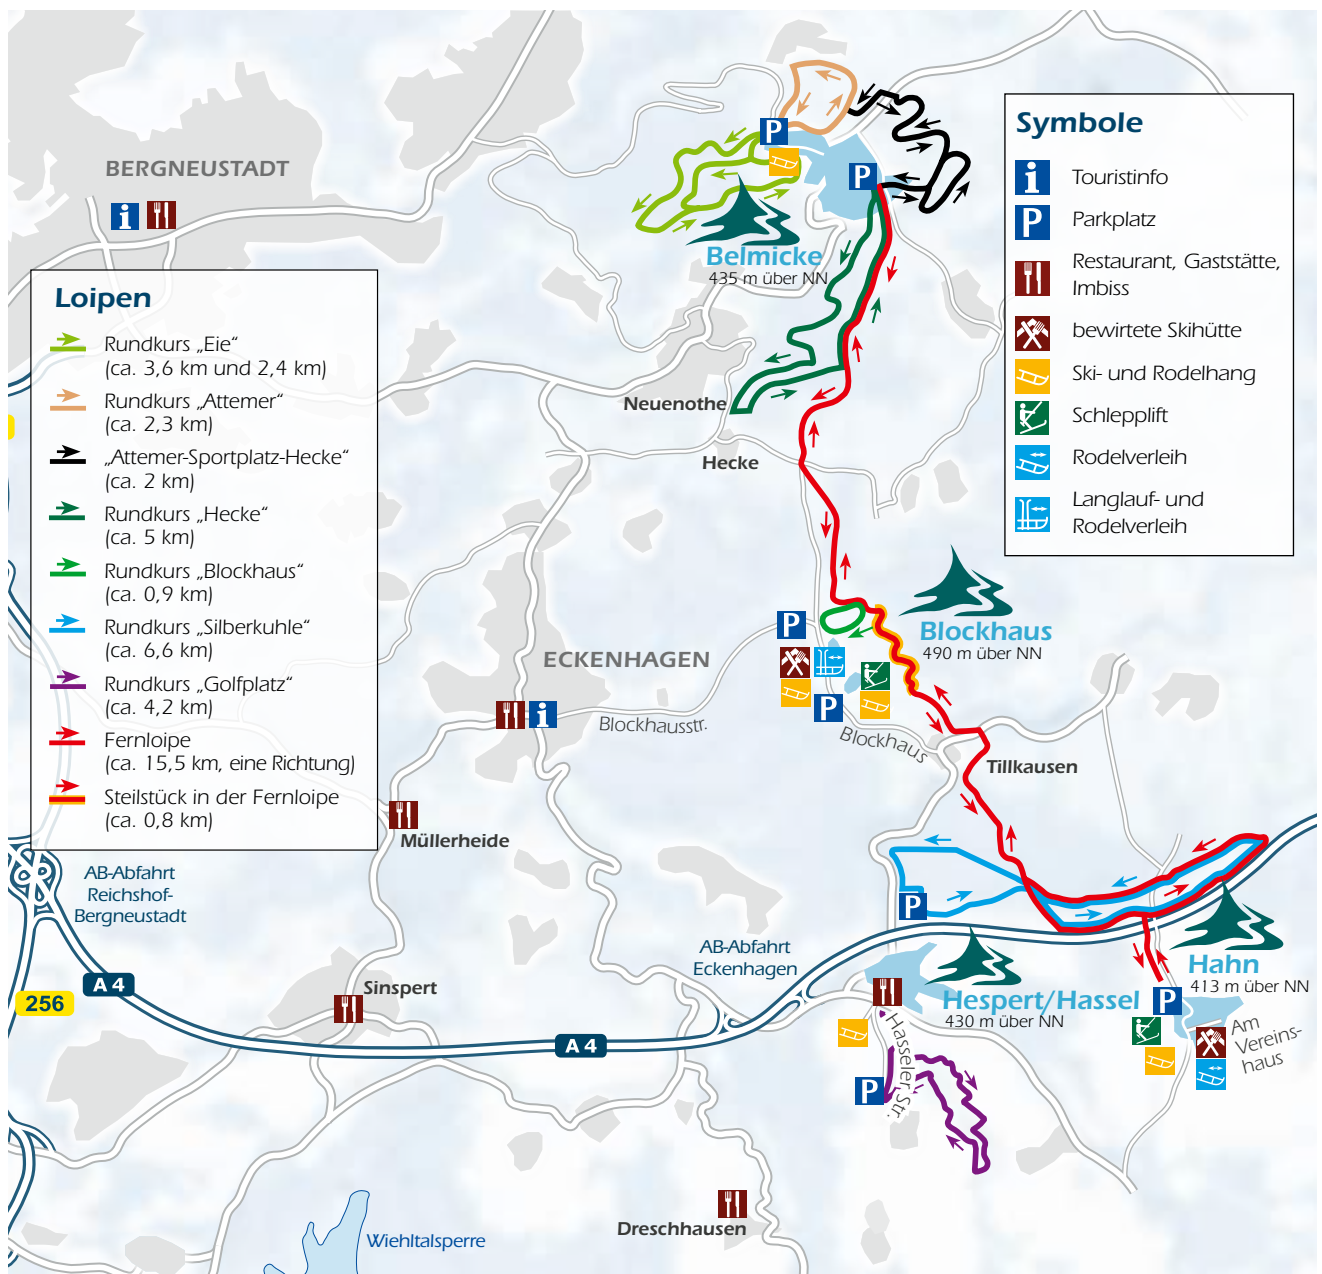 BERGNEUSTADT
i
Loipen
Rundkurs „Eie“
(ca. 3,6 km und 2,4 km)
Rundkurs „Attemer“
(ca. 2,3 km)
„Attemer-Sportplatz-Hecke“
(ca. 2 km)
Rundkurs „Hecke“
(ca. 5 km)
Rundkurs „Blockhaus“
(ca. 0,9 km)
Rundkurs „Silberkuhle“
(ca. 6,6 km)
Rundkurs „Golfplatz“
(ca. 4,2 km)
Fernloipe
(ca. 15,5 km, eine Richtung)
Steilstück in der Fernloipe
(ca. 0,8 km)
Symbole
i
Touristinfo
P
Parkplatz
Restaurant, Gaststätte,
Imbiss
bewirtete Skihütte
Ski- und Rodelhang
Schlepplift
Rodelverleih
Langlauf- und
Rodelverleih
P
P
Belmicke
435 m über NN
Neuenothe
Hecke
Blockhaus
490 m über NN
P
P
ECKENHAGEN
i
Blockhausstr.
Blockhaus
Tillkausen
Müllerheide
AB-Abfahrt
Reichshof-
Bergneustadt
A 4
256
Sinspert
A 4
AB-Abfahrt
Eckenhagen
P
Hespert/Hassel
430 m über NN
Hahn
413 m über NN
P
Am
Vereins-
haus
Hasseler Str.
P
Dreschhausen
Wiehltalsperre